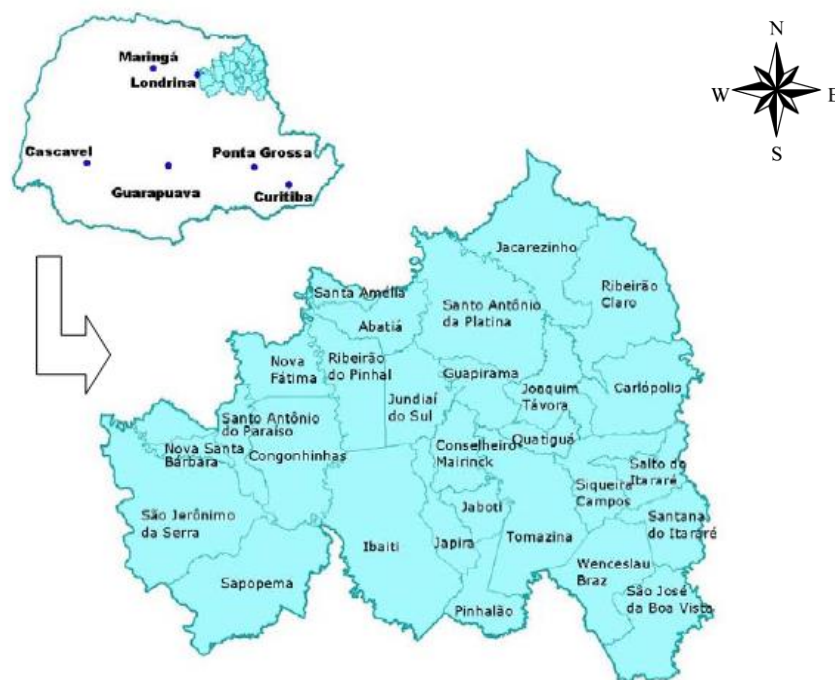 Maringá
Londrina
Cascavel
Ponta Grossa
Guarapuava
Curitiba
N
W
E
S
Jacarezinho
Ribeirão
Claro
Santa Amélia
Santo Antônio
da Platina
Abatiá
Nova
Fátima
Ribeirão
do Pinhal
Guapirama
Jundiaí
do Sul
Joaquim
Távora
Carlópolis
Santo Antônio
do Paraíso
Nova Santa
Bárbara
Congonhinhas
Conselheiro
Mairinck
Quatiguá
Salto do
Itararé
Siqueira
Campos
São Jerônimo
da Serra
Jaboti
Santana
do Itararé
Ibaiti
Japira
Tomazina
Sapopema
Wenceslau
Braz
Pinhalão
São José
da Boa Vista